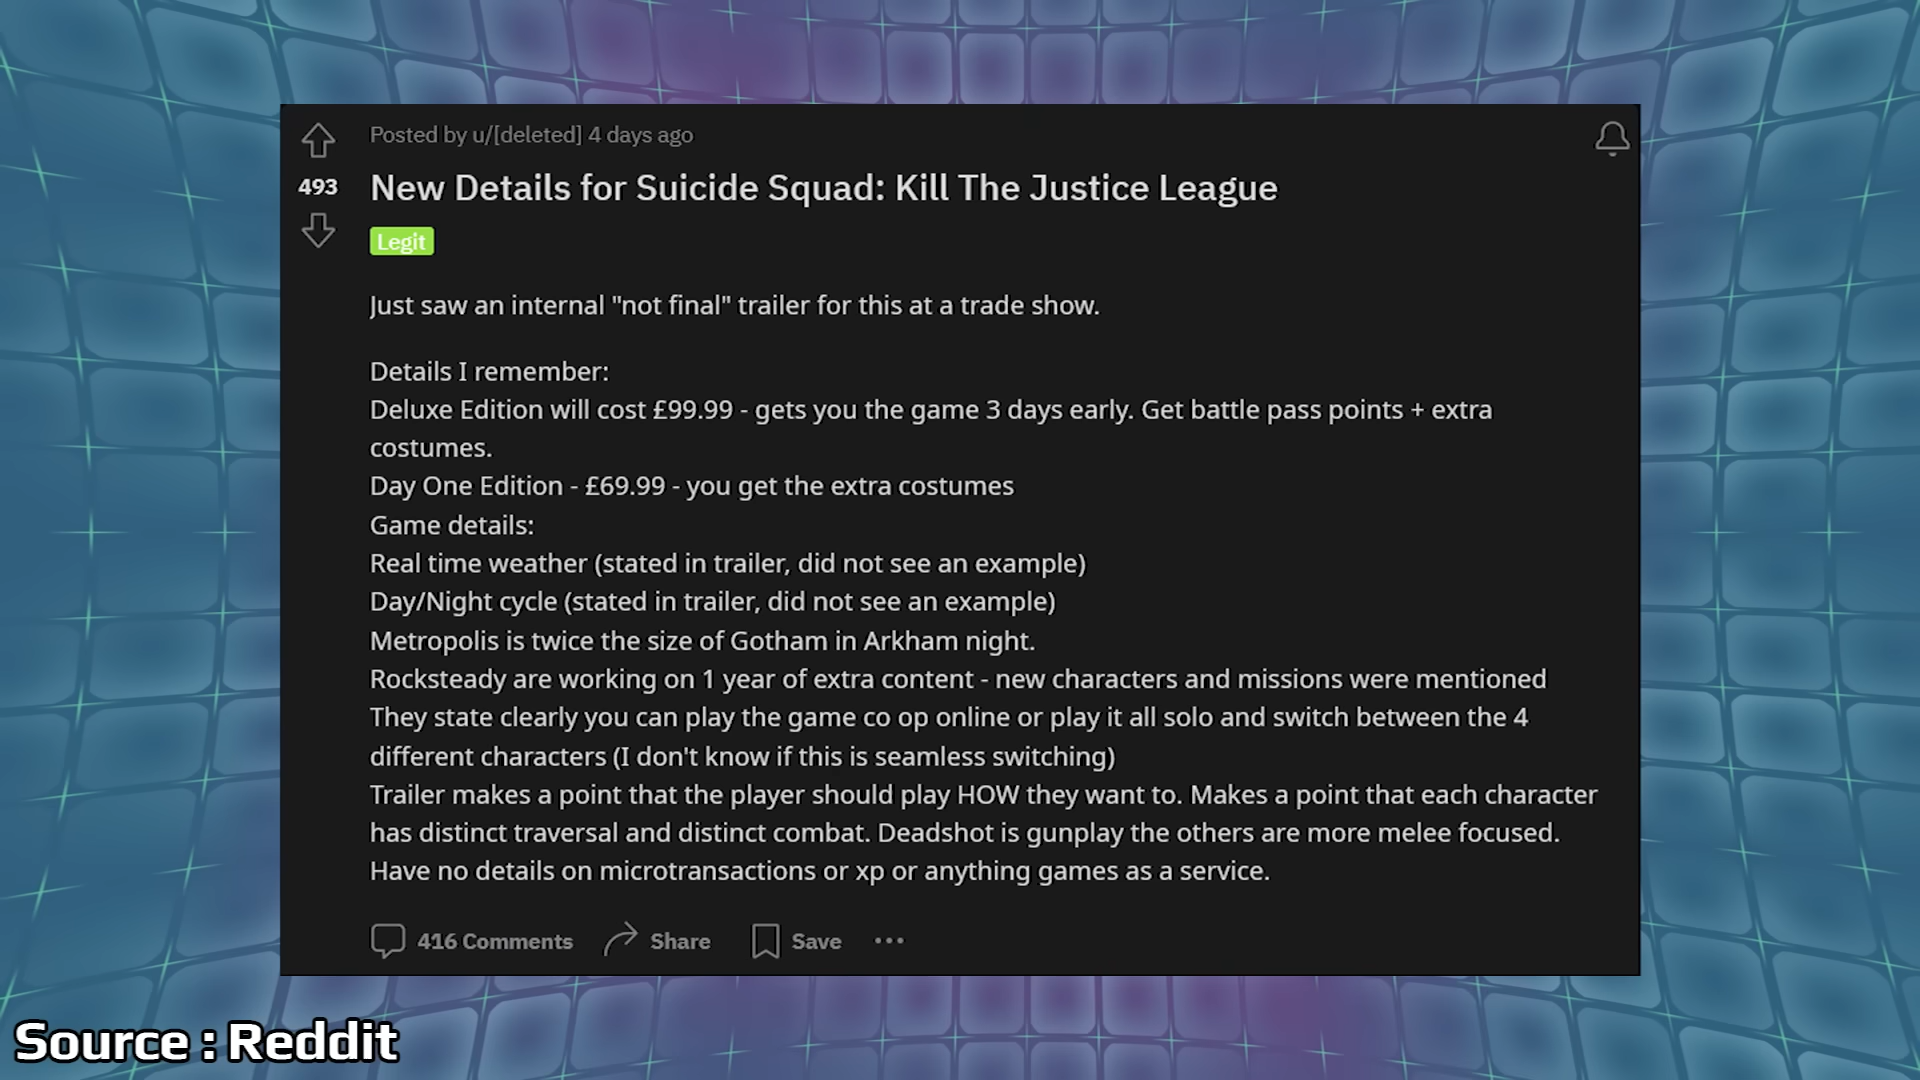 Posted by u/[deleted] 4 days ago
493
New Details for Suicide Squad: Kill The Justice League
Legit
Just saw an internal "not final" trailer for this at a trade show.
Details I remember:
Deluxe Edition will cost £99.99 - gets you the game 3 days early. Get battle pass points + extra
costumes.
Day One Edition - £69.99 - you get the extra costumes
Game details:
Real time weather (stated in trailer, did not see an example)
Day/Night cycle (stated in trailer, did not see an example)
Metropolis is twice the size of Gotham in Arkham night.
Rocksteady are working on 1 year of extra content - new characters and missions were mentioned
They state clearly you can play the game co op online or play it all solo and switch between the 4
different characters (I don't know if this is seamless switching)
Trailer makes a point that the player should play HOW they want to. Makes a point that each character
has distinct traversal and distinct combat. Deadshot is gunplay the others are more melee focused.
Have no details on microtransactions or xp or anything games as a service.
416 Comments Share Save
Source : Reddit